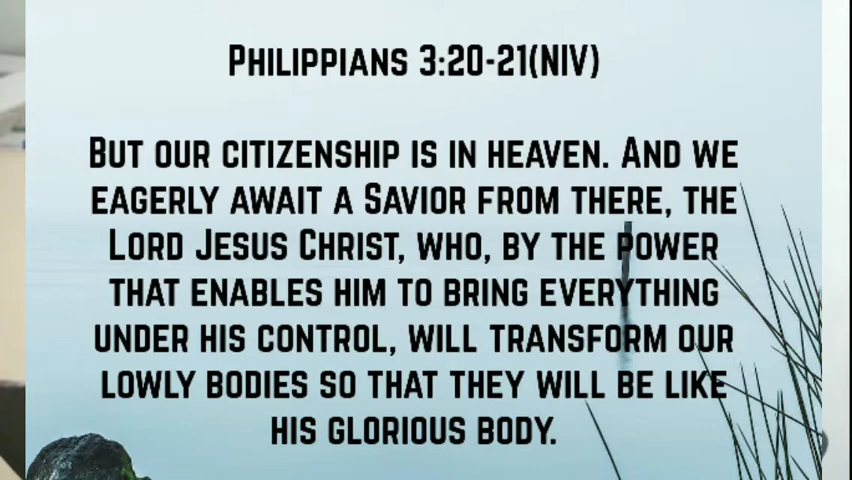 Philippians 3:20-21(NIV)
But our citizenship is in heaven. And we
eagerly await a Savior from there, the
Lord Jesus Christ, who, by the power
that enables him to bring everything
under his control, will transform our
lowly bodies so that they will be like
his glorious body.